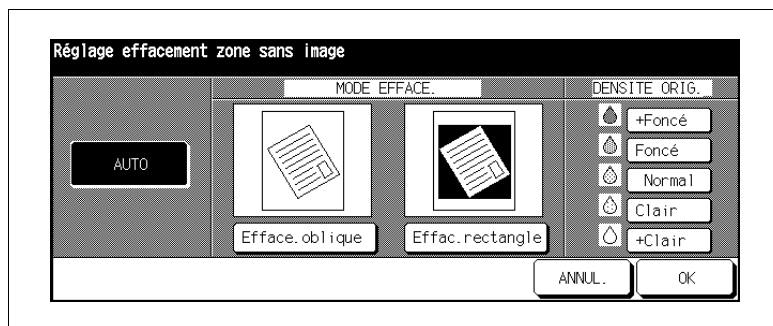 Réglage effacement zone sans image
MODE EFFACE.
DENSITE ORIG.
AUTO
Efface.oblique
Effac.rectangle
+Foncé
Foncé
Normal
Clair
+Clair
ANNUL.
OK